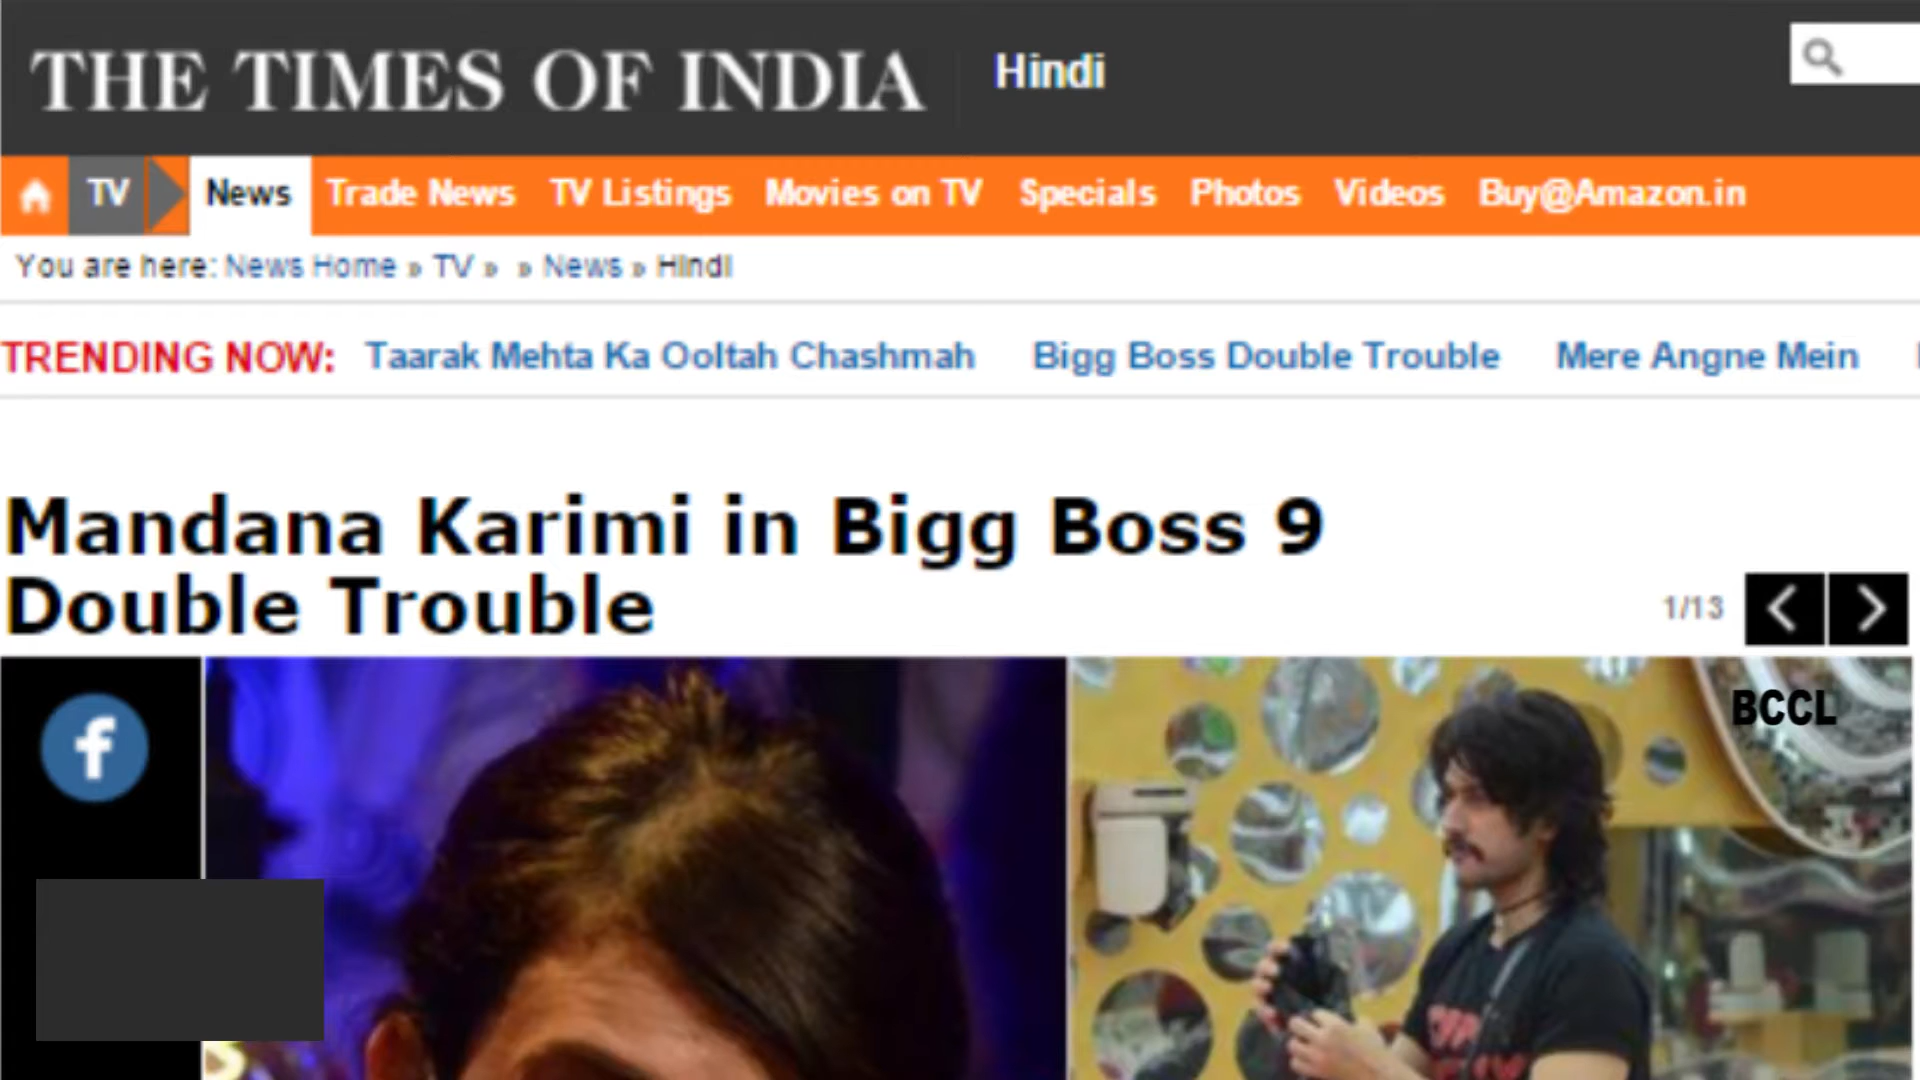 THE TIMES OF INDIA Hindi
TV News Trade News TV Listings Movies on TV Specials Photos Videos Buy@Amazon.in
You are here: News Home » TV » » News » Hindi
TRENDING NOW: Taarak Mehta Ka Ooltah Chashmah Bigg Boss Double Trouble Mere Angne Mein
Mandana Karimi in Bigg Boss 9
Double Trouble
1/13
f
BCCL